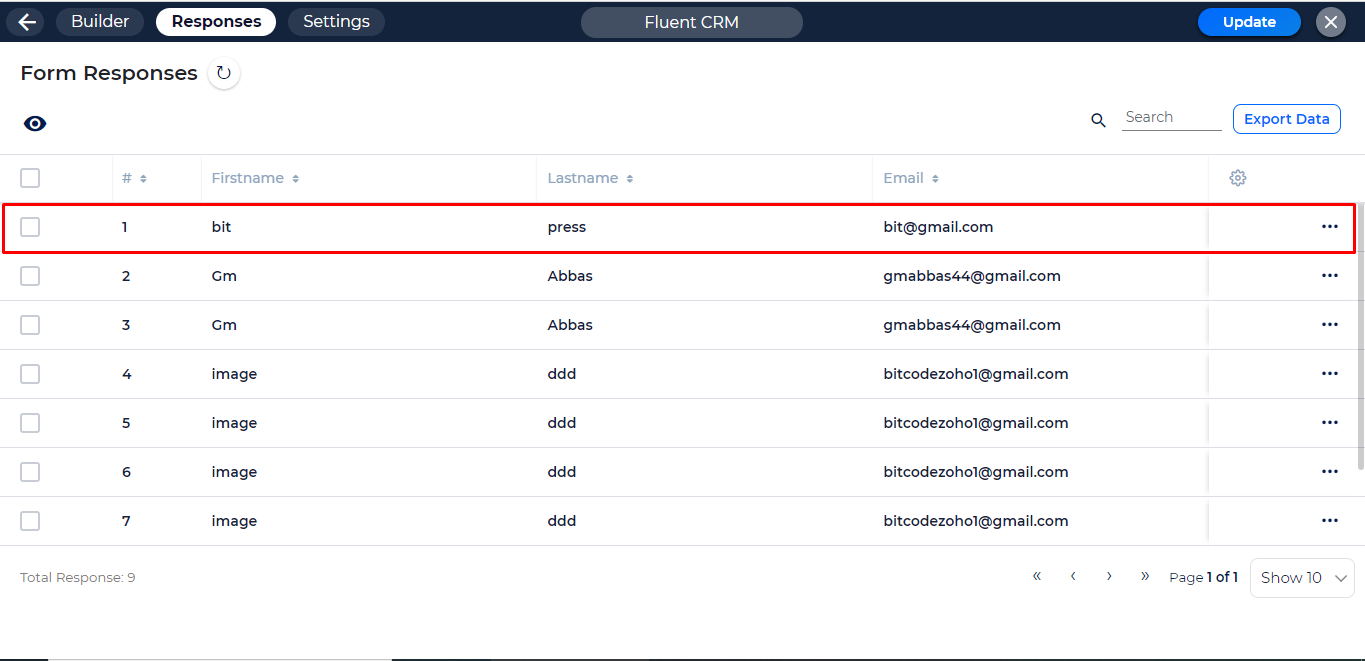 Builder Responses Settings Fluent CRM Update
Form Responses
Search Export Data
# Firstname Lastname Email
1 bit press bit@gmail.com
2 Gm Abbas gmabbas44@gmail.com
3 Gm Abbas gmabbas44@gmail.com
4 image ddd bitcodezoho1@gmail.com
5 image ddd bitcodezoho1@gmail.com
6 image ddd bitcodezoho1@gmail.com
7 image ddd bitcodezoho1@gmail.com
Total Response: 9 « ‹ › » Page 1 of 1 Show 10